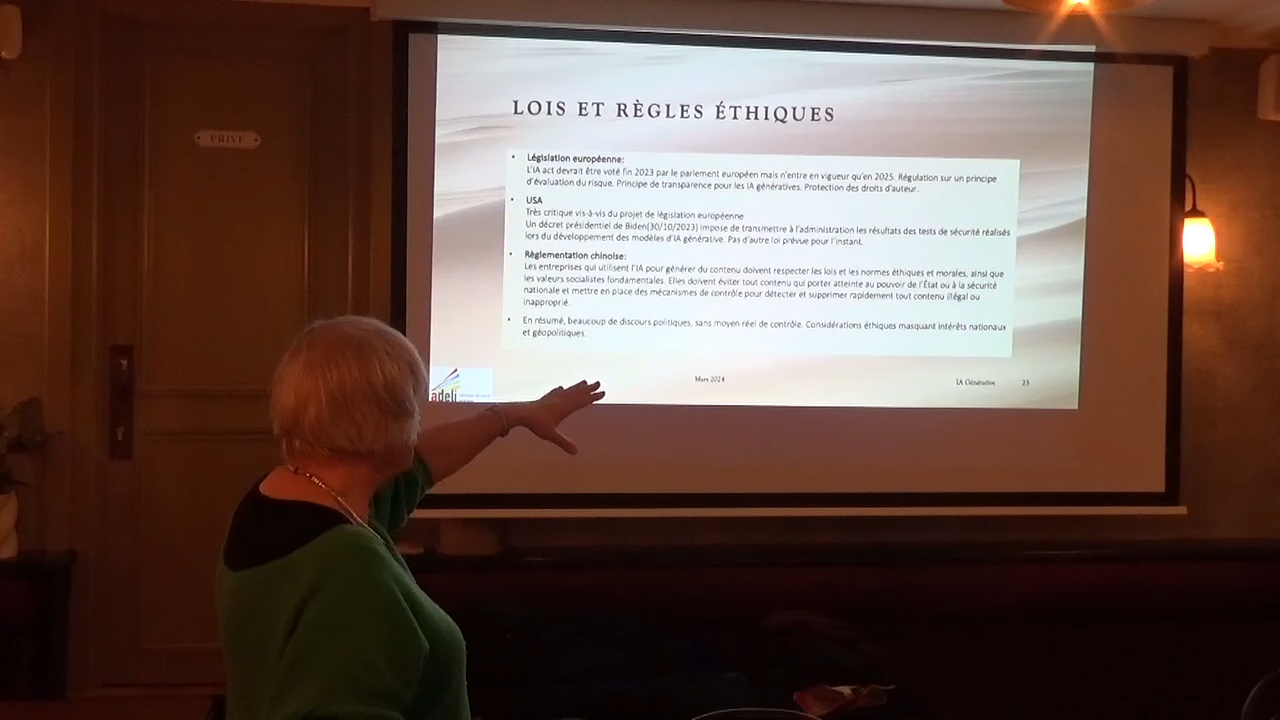 PRIVÉ
LOIS ET RÈGLES ÉTHIQUES
• Législation européenne:
L'IA act devrait être voté fin 2023 par le parlement européen mais n'entre en vigueur qu'en 2025. Régulation sur un principe
d'évaluation du risque. Principe de transparence pour les IA génératives. Protection des droits d'auteur..
• USA
Très critique vis-à-vis du projet de législation européenne
Un décret présidentiel de Biden(30/10/2023) impose de transmettre à l'administration les résultats des tests de sécurité réalisés
lors du développement des modèles d'IA générative. Pas d'autre loi prévue pour l'instant.
• Règlementation chinoise:
Les entreprises qui utilisent l'IA pour générer du contenu doivent respecter les lois et les normes éthiques et morales, ainsi que
les valeurs socialistes fondamentales. Elles doivent éviter tout contenu qui porter atteinte au pouvoir de l'État ou à la sécurité
nationale et mettre en place des mécanismes de contrôle pour détecter et supprimer rapidement tout contenu illégal ou
inapproprié.
• En résumé, beaucoup de discours politiques, sans moyen réel de contrôle. Considérations éthiques masquant intérêts nationaux
et géopolitiques.
adeli
Mars 2024
IA Générative
23